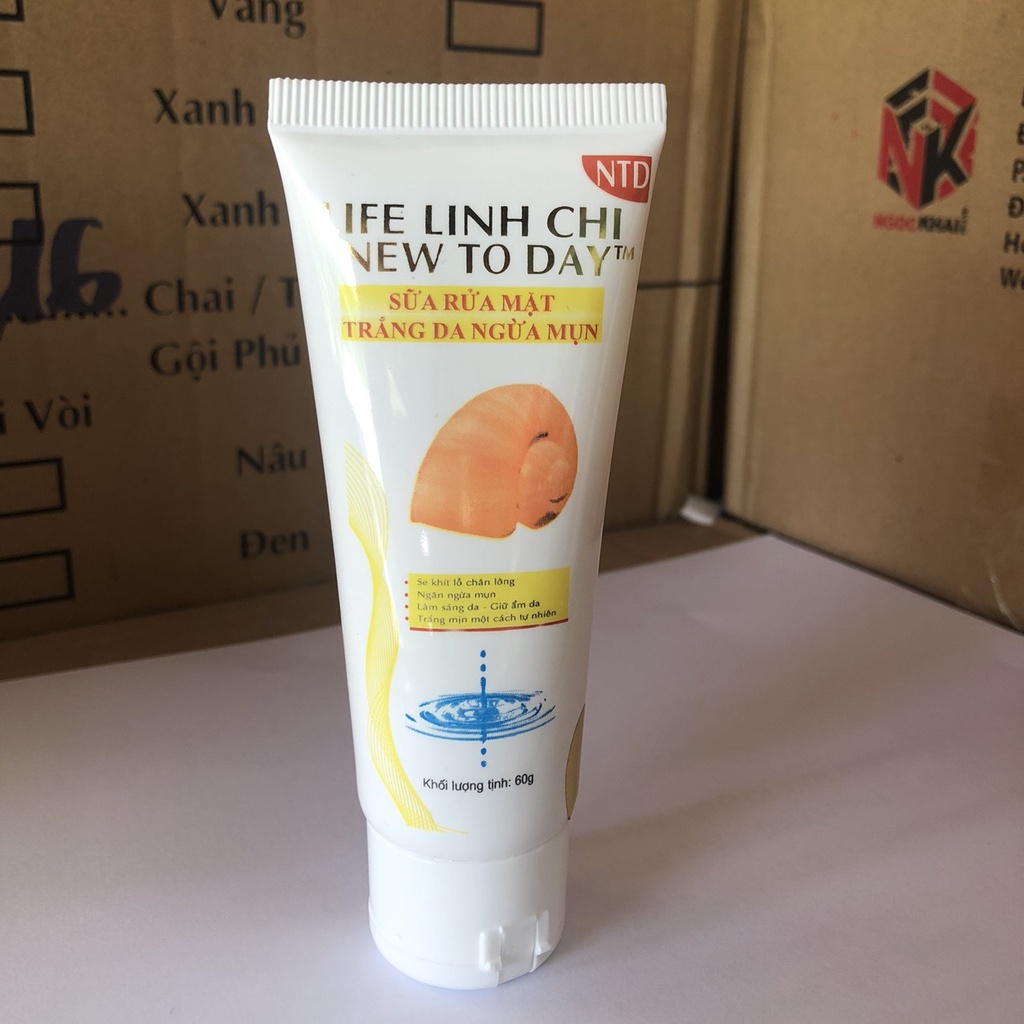 Vàng
Xanh
Xanh
Chai / T
Gội Phủ
i Vòi
Nâu
Đen
NK
NGOC KHANH
NTD
LIFE LINH CHI
NEW TO DAY™
SỮA RỬA MẶT
TRẮNG DA NGỪA MỤN
Se khít lỗ chân lông
Ngăn ngừa mụn
Làm sáng da - Giữ ẩm da
Trắng mịn một cách tự nhiên
Khối lượng tịnh: 60g